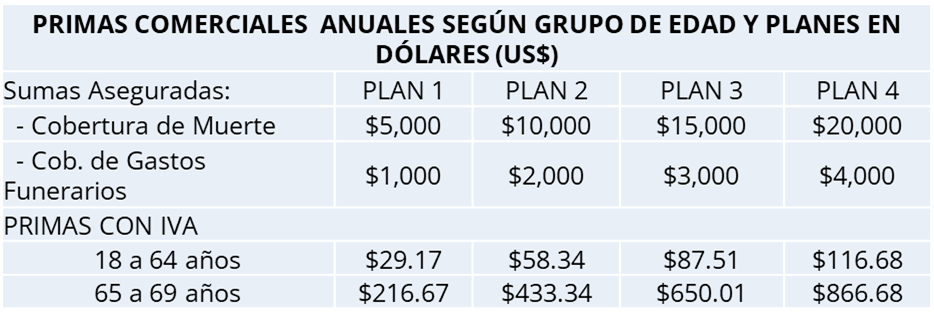 PRIMAS COMERCIALES ANUALES SEGÚN GRUPO DE EDAD Y PLANES EN
DÓLARES (US$)
Sumas Aseguradas: PLAN 1 PLAN 2 PLAN 3 PLAN 4
- Cobertura de Muerte $5,000 $10,000 $15,000 $20,000
- Cob. de Gastos
Funerarios $1,000 $2,000 $3,000 $4,000
PRIMAS CON IVA
18 a 64 años $29.17 $58.34 $87.51 $116.68
65 a 69 años $216.67 $433.34 $650.01 $866.68